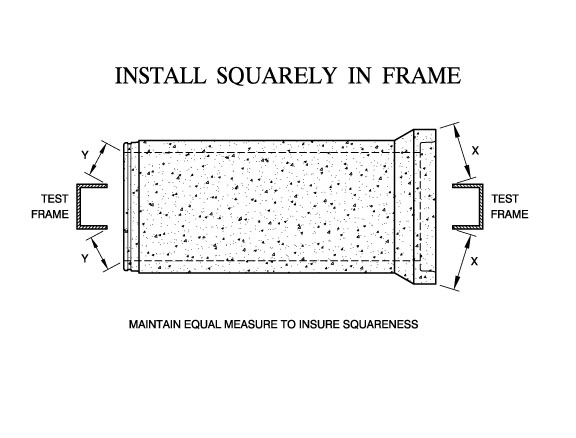 INSTALL SQUARELY IN FRAME
Y
X
TEST
FRAME
TEST
FRAME
Y
X
MAINTAIN EQUAL MEASURE TO INSURE SQUARENESS